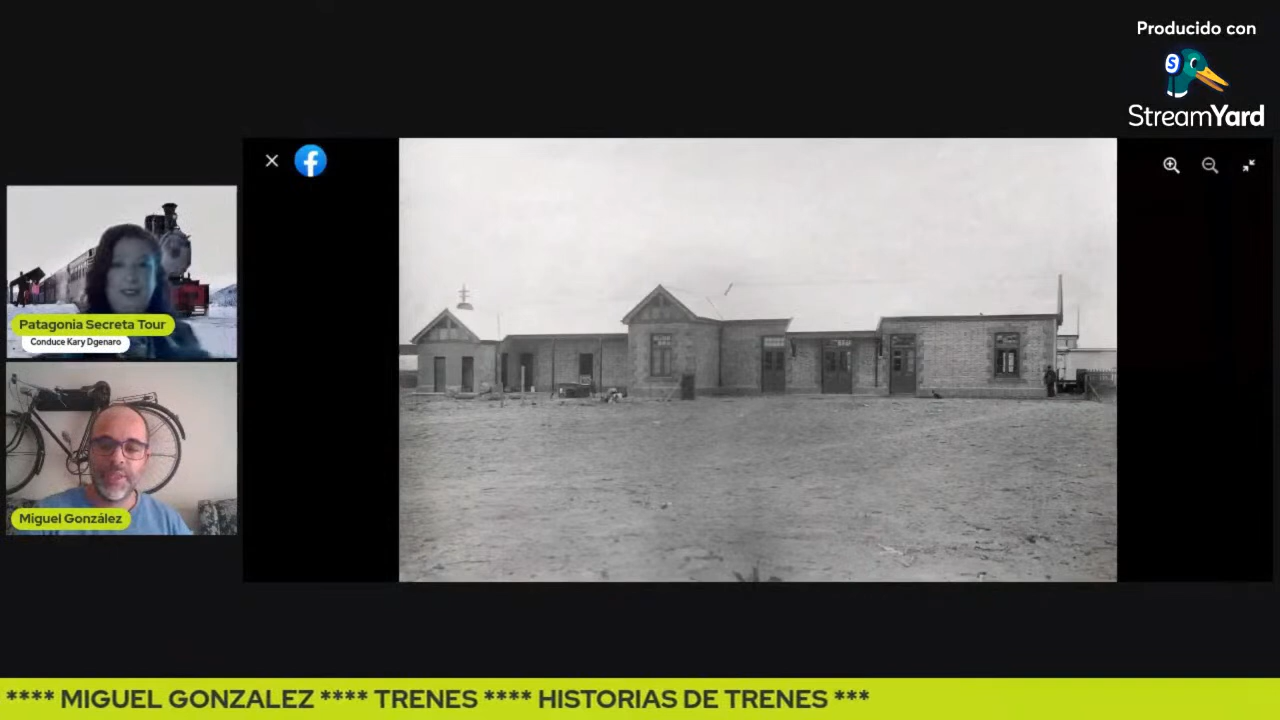 Producido con
StreamYard
Patagonia Secreta Tour
Conduce Kary Dgenaro
Miguel González
**** MIGUEL GONZALEZ **** TRENES **** HISTORIAS DE TRENES ***